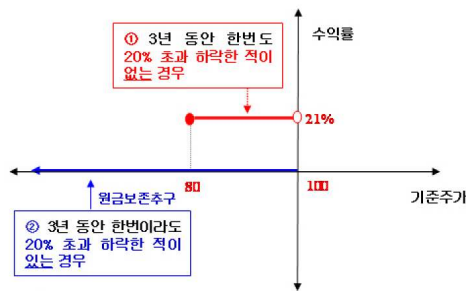 ① 3년 동안 한번도
20% 초과 하락한 적이
없는 경우
수익률
21%
80
100
기준주가
원금보존추구
② 3년 동안 한번이라도
20% 초과 하락한 적이
있는 경우